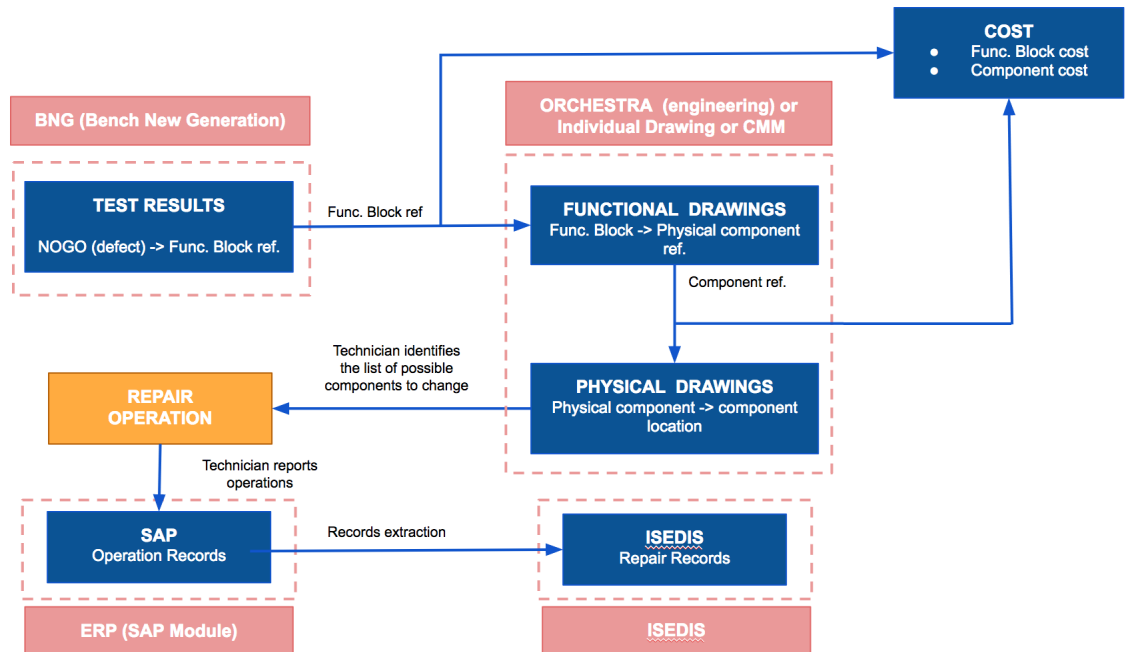 COST
● Func. Block cost
● Component cost
BNG (Bench New Generation)
ORCHESTRA (engineering) or
Individual Drawing or CMM
TEST RESULTS
NOGO (defect) -> Func. Block ref.
Func. Block ref
FUNCTIONAL DRAWINGS
Func. Block -> Physical component
ref.
Component ref.
Technician identifies
the list of possible
components to change
PHYSICAL DRAWINGS
Physical component -> component
location
REPAIR
OPERATION
Technician reports
operations
SAP
Operation Records
Records extraction
ISEDIS
Repair Records
ERP (SAP Module)
ISEDIS